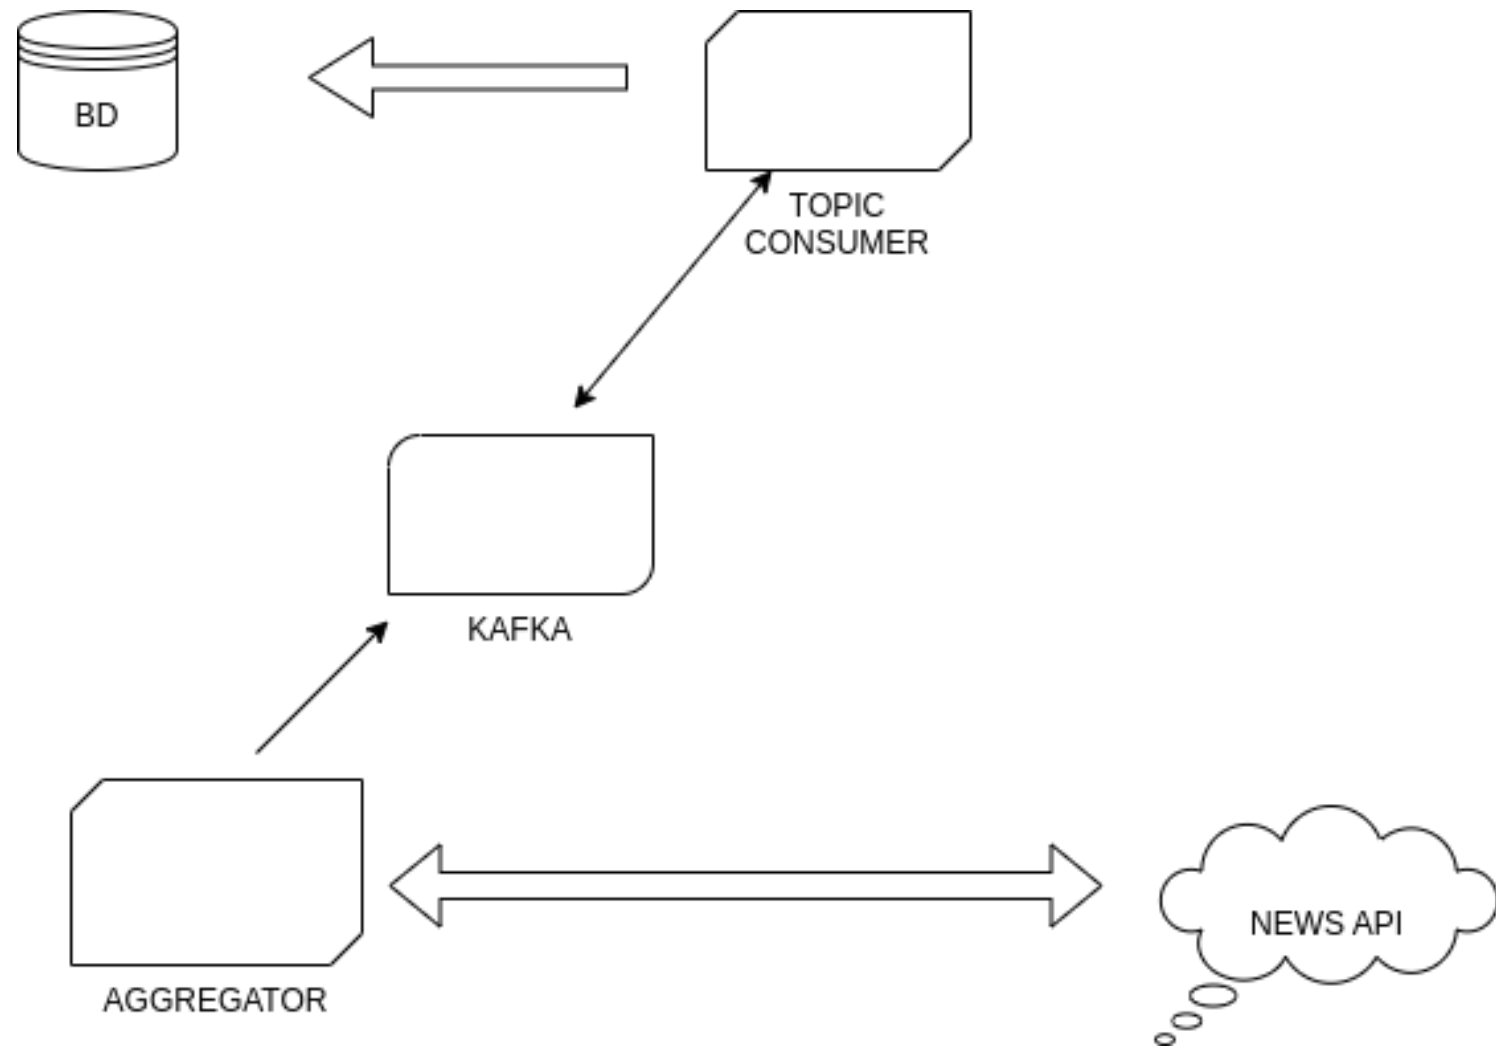 BD
TOPIC
CONSUMER
KAFKA
NEWS API
AGGREGATOR